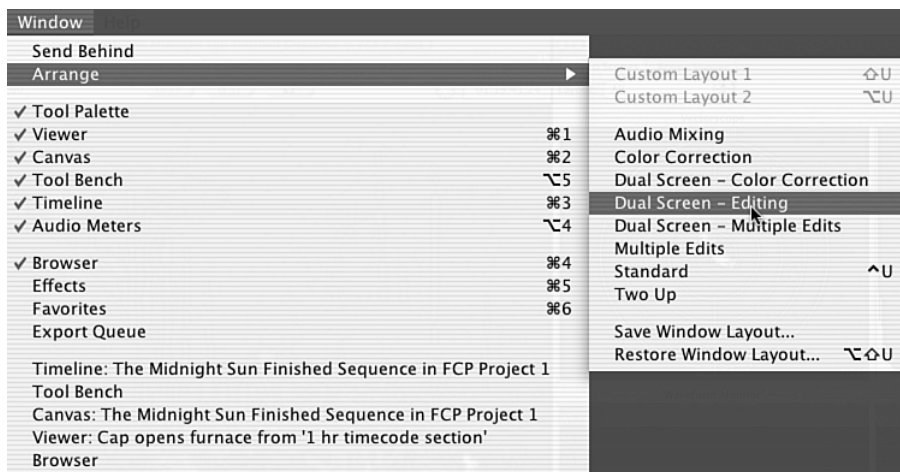 Window Help
Send Behind
Arrange ▶
✓ Tool Palette
✓ Viewer ⌘1
✓ Canvas ⌘2
✓ Tool Bench ⌥5
✓ Timeline ⌘3
✓ Audio Meters ⌥4
✓ Browser ⌘4
Effects ⌘5
Favorites ⌘6
Export Queue
Timeline: The Midnight Sun Finished Sequence in FCP Project 1
Tool Bench
Canvas: The Midnight Sun Finished Sequence in FCP Project 1
Viewer: Cap opens furnace from '1 hr timecode section'
Browser
Custom Layout 1 ⇧U
Custom Layout 2 ⌥U
Audio Mixing
Color Correction
Dual Screen – Color Correction
Dual Screen – Editing
Dual Screen – Multiple Edits
Multiple Edits
Standard ^U
Two Up
Save Window Layout...
Restore Window Layout... ⌥⇧U